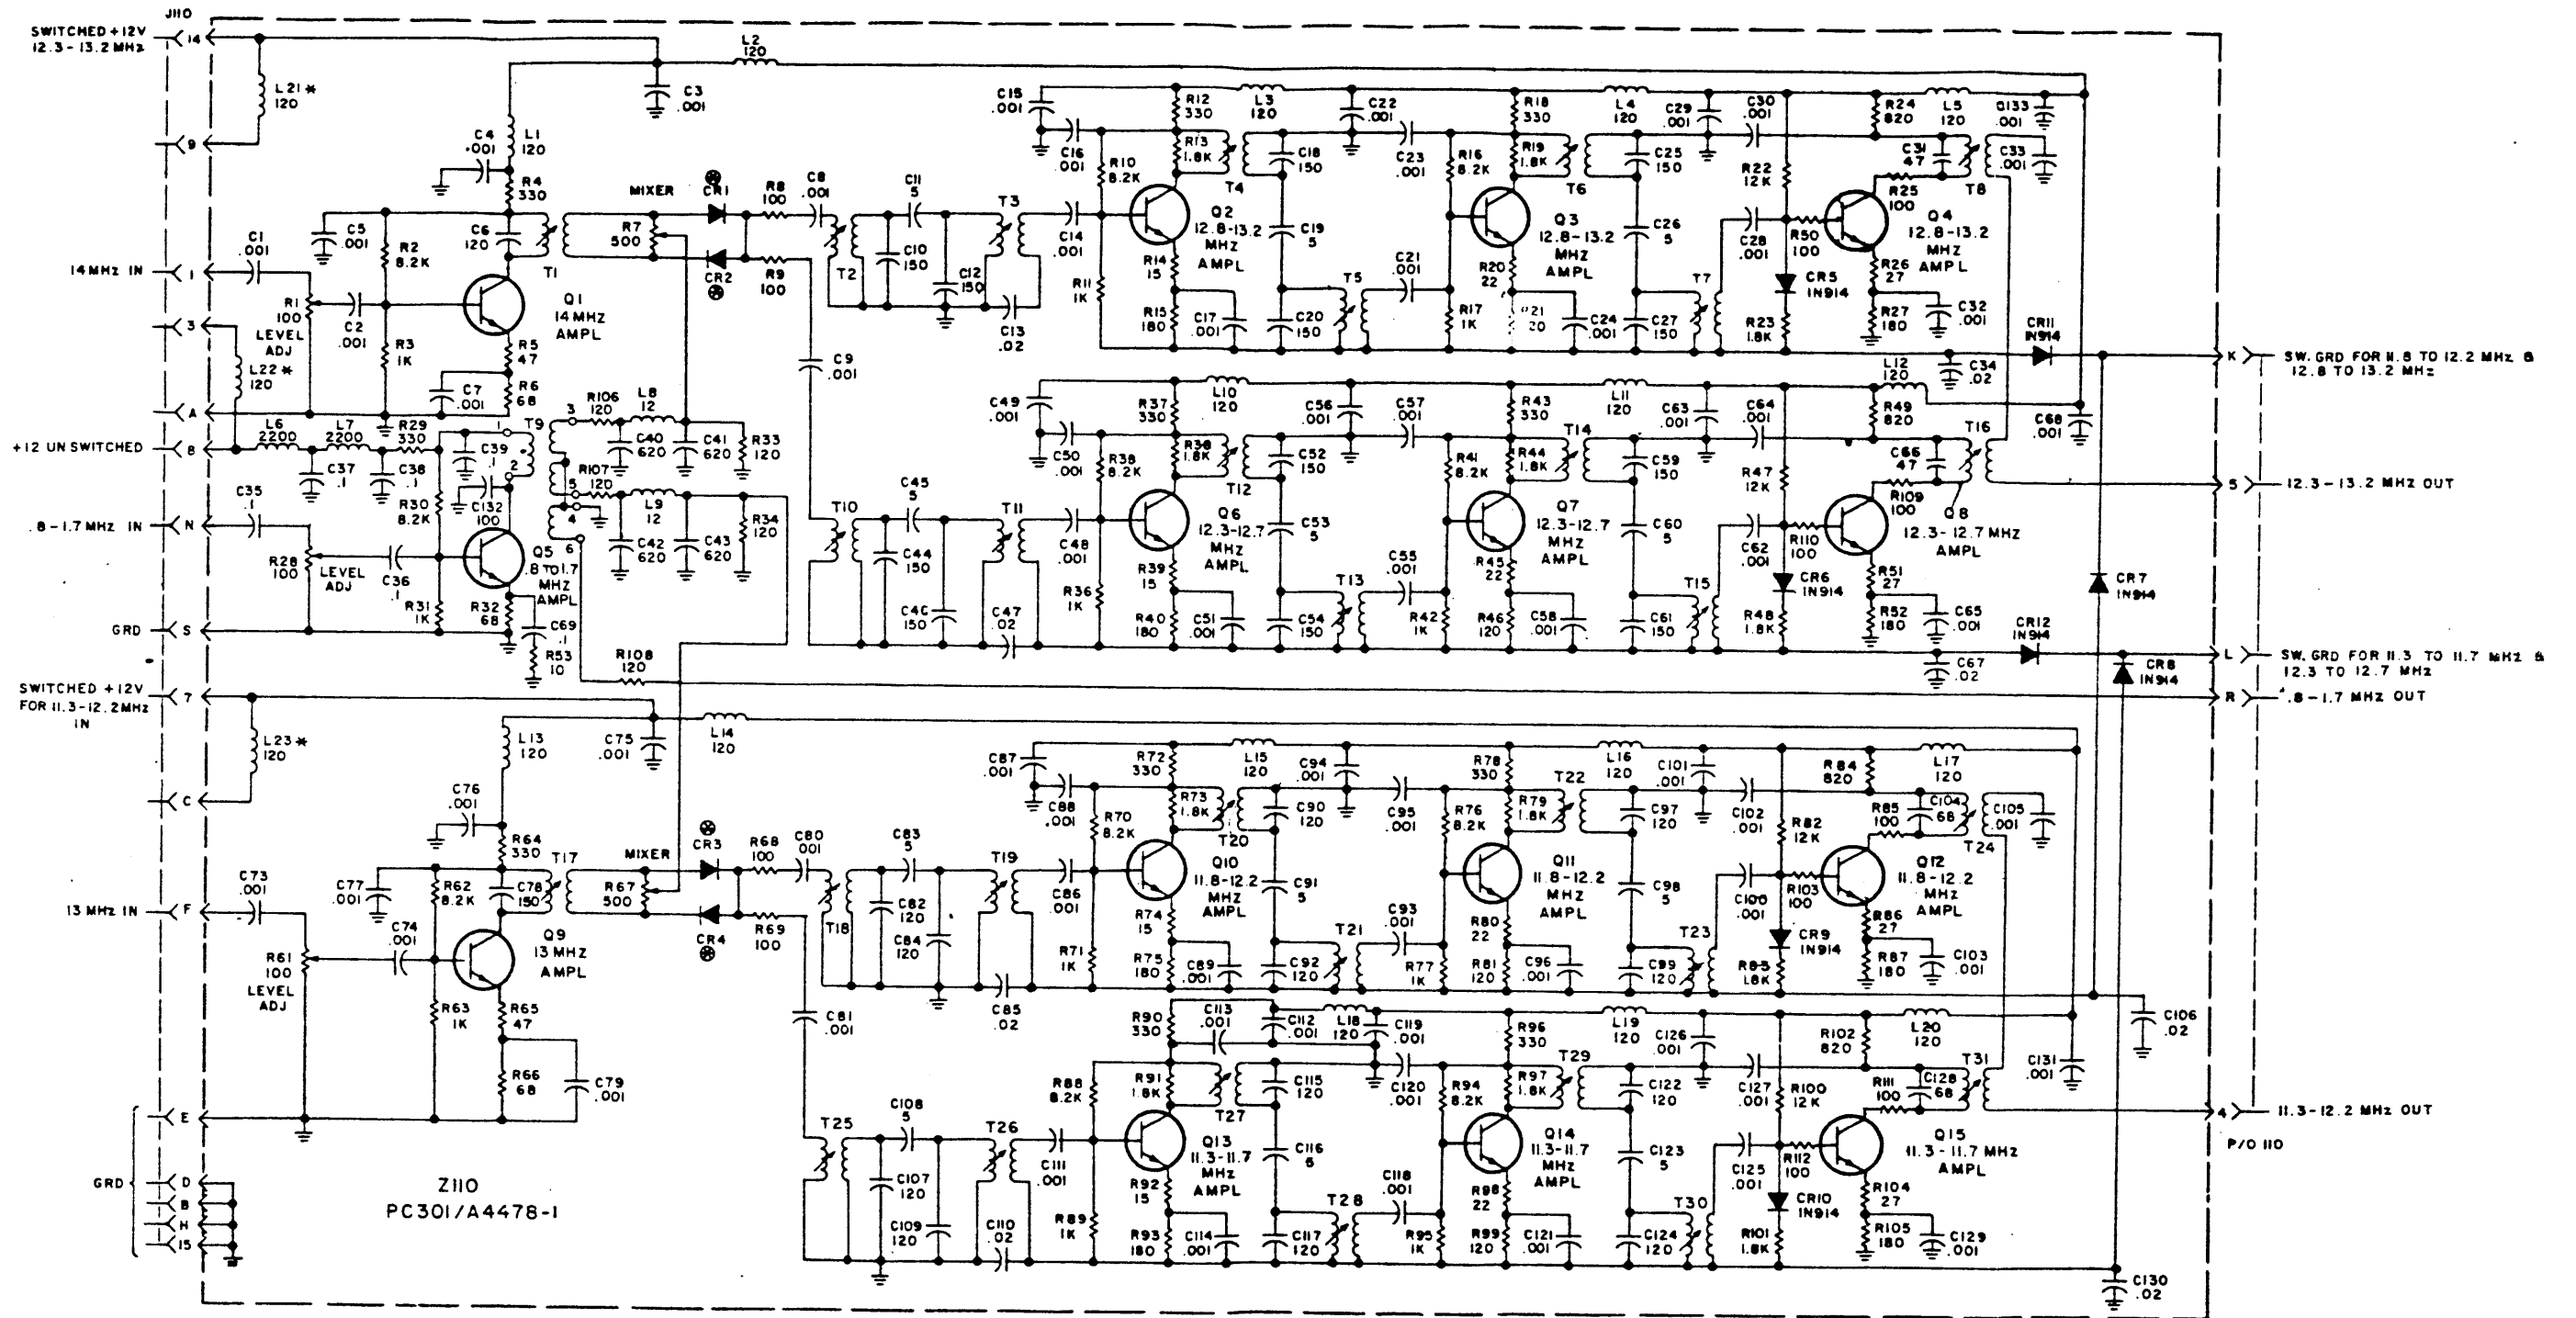 J110
SWITCHED +12V
12.3-13.2 MHz
14
L21*
120
9
L2
120
C3
.001
C4
.001
L1
120
R4
330
C5
.001
R2
8.2K
C6
120
T1
14MHz IN
1
C1
.001
R1
100
LEVEL
ADJ
C2
.001
R3
1K
Q1
14 MHz
AMPL
R5
47
R6
68
C7
.001
3
L22*
120
A
MIXER
R7
500
CR1
CR2
R8
100
R9
100
C8
.001
C9
.001
T2
C10
150
C11
5
C12
150
T3
C13
.02
C14
.001
C15
.001
C16
.001
R10
8.2K
R11
1K
R12
330
R13
1.8K
L3
120
T4
Q2
12.8-13.2
MHZ
AMPL
R14
15
R15
180
C17
.001
C18
150
C19
5
C20
150
T5
C21
.001
C22
.001
C23
.001
R16
8.2K
R17
1K
R18
330
R19
1.8K
L4
120
T6
Q3
12.8-13.2
MHz
AMPL
R20
22
C24
.001
C25
150
C26
5
C27
150
T7
C28
.001
C29
.001
C30
.001
R22
12K
R50
100
CR5
IN914
R23
1.8K
R24
820
L5
120
C133
.001
C31
47
R25
100
T8
C33
.001
Q4
12.8-13.2
MHZ
AMPL
R26
27
R27
180
C32
.001
CR11
IN914
C34
.02
K
SW. GRD FOR 11.8 TO 12.2 MHz &
12.8 TO 13.2 MHz
+12 UNSWITCHED
8
L6
2200
L7
2200
R29
330
C37
.1
C38
.1
C39
.1
T9
1
2
3
5
4
6
R106
120
L8
12
C40
620
C41
620
R33
120
R107
120
L9
12
C42
620
C43
620
R34
120
C132
100
R30
8.2K
.8-1.7 MHz IN
N
C35
.1
R28
100
LEVEL
ADJ
C36
.1
R31
1K
Q5
.8 TO 1.7
MHZ
AMPL
R32
68
C69
.1
R53
10
GRD
S
R108
120
T10
C44
150
C45
5
C46
150
T11
C47
.02
C48
.001
C49
.001
C50
.001
R38
8.2K
R36
1K
R37
330
R38
1.8K
L10
120
T12
Q6
12.3-12.7
MHZ
AMPL
R39
15
R40
180
C51
.001
C52
150
C53
5
C54
150
T13
C55
.001
C56
.001
C57
.001
R41
8.2K
R42
1K
R43
330
R44
1.8K
L11
120
T14
Q7
12.3-12.7
MHz
AMPL
R45
22
R46
120
C58
.001
C59
150
C60
5
C61
150
T15
C62
.001
C63
.001
C64
.001
R47
12K
R110
100
CR6
IN914
R48
1.8K
L12
120
R49
820
C66
47
T16
C68
.001
R109
100
Q8
12.3-12.7 MHz
AMPL
R51
27
R52
180
C65
.001
CR12
IN914
C67
.02
CR7
IN914
CR8
IN914
5
12.3-13.2 MHz OUT
L
SW. GRD FOR 11.3 TO 11.7 MHz &
12.3 TO 12.7 MHz
R
.8-1.7 MHz OUT
SWITCHED +12V
FOR 11.3-12.2MHz
IN
7
L23*
120
C
L13
120
C75
.001
L14
120
C76
.001
R64
330
C77
.001
R62
8.2K
C78
150
T17
13 MHz IN
F
C73
.001
R61
100
LEVEL
ADJ
C74
.001
R63
1K
Q9
13 MHz
AMPL
R65
47
R66
68
C79
.001
MIXER
R67
500
CR3
CR4
R68
100
R69
100
C80
.001
C81
.001
T18
C82
120
C83
5
C84
120
T19
C85
.02
C86
.001
C87
.001
C88
.001
R70
8.2K
R71
1K
R72
330
R73
1.8K
L15
120
T20
Q10
11.8-12.2
MHz
AMPL
R74
15
R75
180
C89
.001
C90
120
C91
5
C92
120
T21
C93
.001
C94
.001
C95
.001
R76
8.2K
R77
1K
R78
330
R79
1.8K
L16
120
T22
Q11
11.8-12.2
MHz
AMPL
R80
22
R81
120
C96
.001
C97
120
C98
5
C99
120
T23
C100
.001
C101
.001
C102
.001
R82
12K
R103
100
CR9
IN914
R83
1.8K
R84
820
L17
120
R85
100
C104
68
C105
.001
T24
Q12
11.8-12.2
MHz
AMPL
R86
27
R87
180
C103
.001
C106
.02
E
GRD
D
B
H
15
Z110
PC301/A4478-1
T25
C107
120
C108
5
C109
120
T26
C110
.02
C111
.001
R88
8.2K
R89
1K
R90
330
C113
.001
C112
.001
L18
120
C119
.001
R91
1.8K
T27
Q13
11.3-11.7
MHz
AMPL
R92
15
R93
180
C114
.001
C115
120
C116
5
C117
120
T28
C118
.001
C120
.001
R94
8.2K
R95
1K
R96
330
R97
1.8K
L19
120
T29
Q14
11.3-11.7
MHz
AMPL
R98
22
R99
120
C121
.001
C122
120
C123
5
C124
120
T30
C125
.001
C126
.001
C127
.001
R100
12K
R112
100
CR10
IN914
R101
1.8K
R102
820
L20
120
R111
100
C128
68
T31
C131
.001
Q15
11.3-11.7 MHz
AMPL
R104
27
R105
180
C129
.001
C130
.02
4
11.3-12.2 MHz OUT
P/O 110